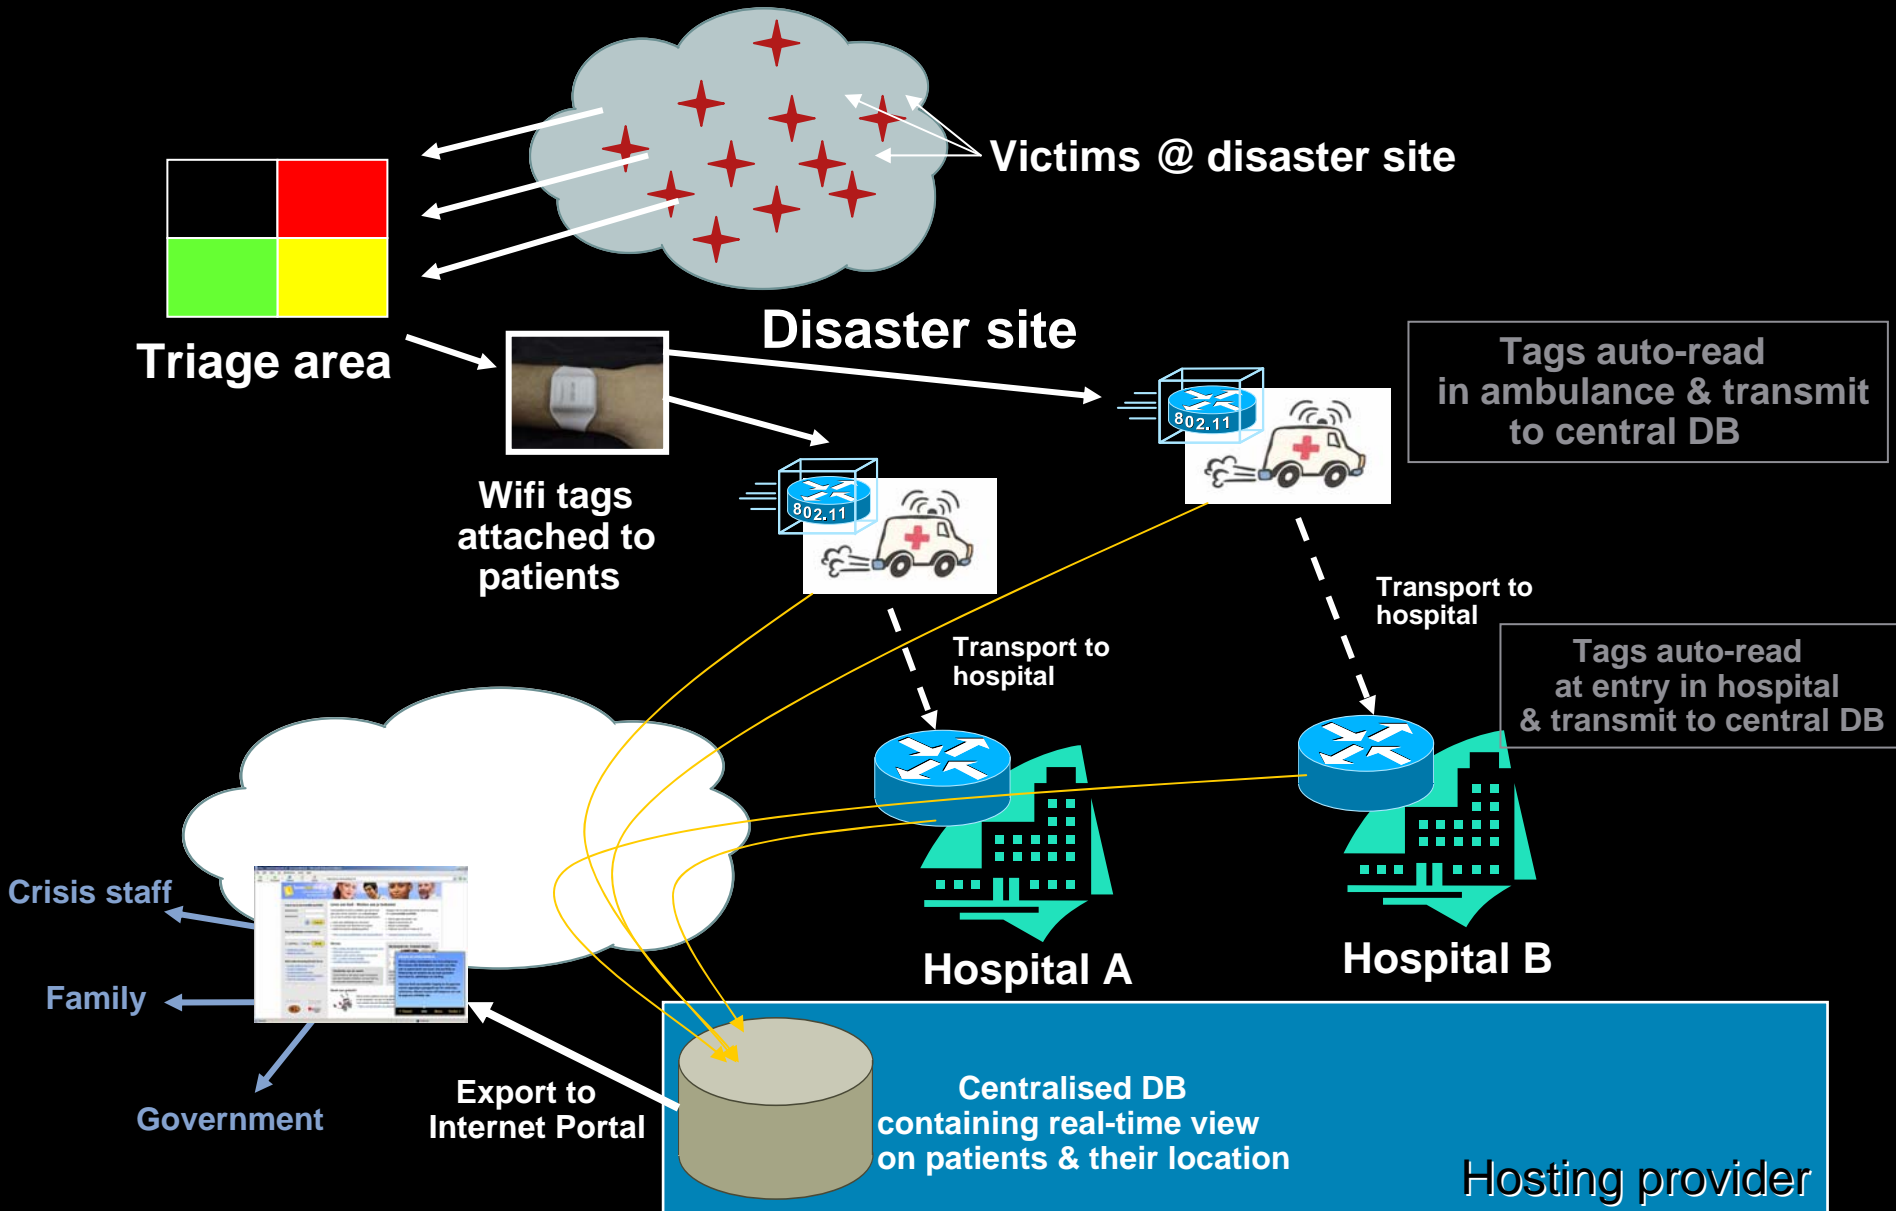 Victims @ disaster site
Disaster site
Triage area
Wifi tags
attached to
patients
802.11
802.11
Tags auto-read
in ambulance & transmit
to central DB
Transport to
hospital
Transport to
hospital
Tags auto-read
at entry in hospital
& transmit to central DB
Hospital A
Hospital B
Crisis staff
Family
Government
Export to
Internet Portal
Centralised DB
containing real-time view
on patients & their location
Hosting provider